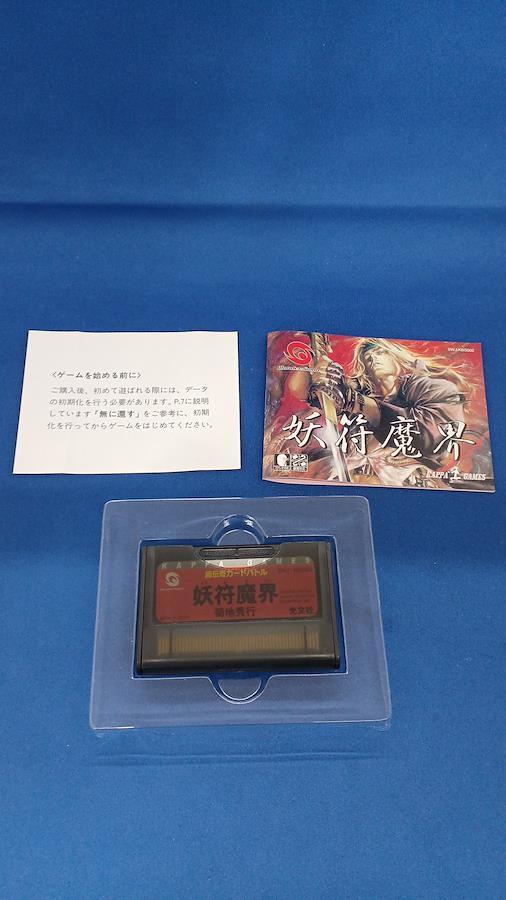 <ゲームを始める前に>
ご購入後、初めて遊ばれる際には、データ
の初期化を行う必要があります。P.7に説明
しています「無に還す」をご参考に、初期
化を行ってからゲームをはじめてください。
WonderSwan
妖符魔界
KAPPA GAMES
KAPPA GAMES
超伝奇カードバトル
妖符魔界
菊地秀行
光文社